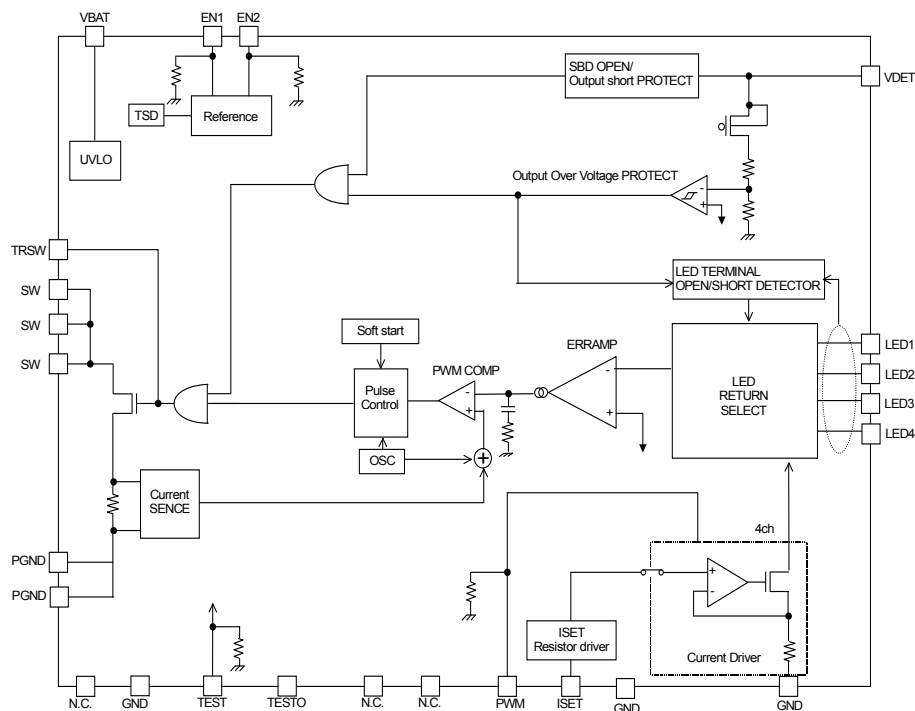 VBAT
EN1
EN2
VDET
SBD OPEN/
Output short PROTECT
TSD
Reference
UVLO
Output Over Voltage PROTECT
-
+
TRSW
SW
SW
SW
LED TERMINAL
OPEN/SHORT DETECTOR
Soft start
ERRAMP
PWM COMP
Pulse
Control
-
+
-
+
LED
RETURN
SELECT
LED1
LED2
LED3
LED4
OSC
+
Current
SENCE
4ch
PGND
PGND
+
-
ISET
Resistor driver
Current Driver
N.C.
GND
TEST
TESTO
N.C.
N.C.
PWM
ISET
GND
GND